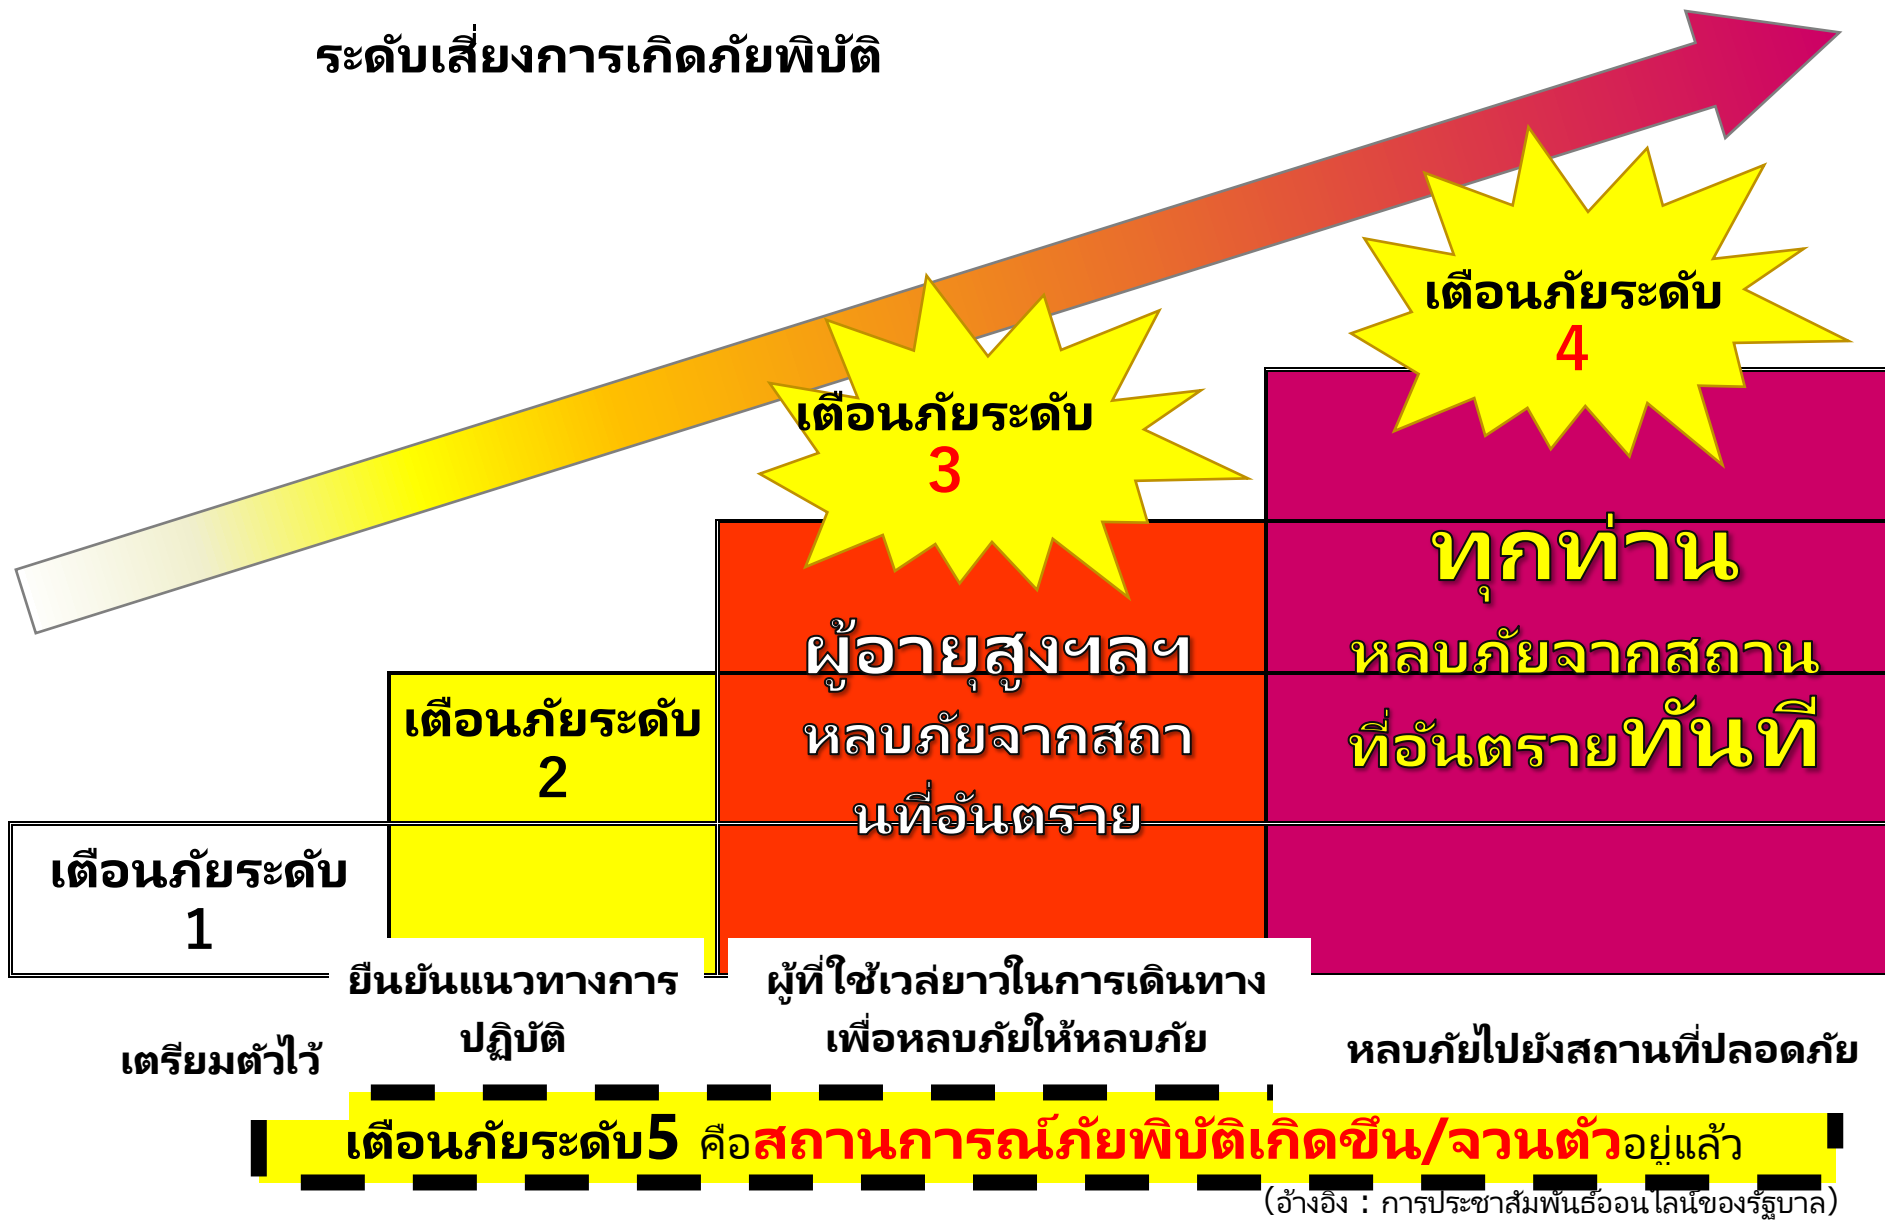 ระดับเสี่ยงการเกิดภัยพิบัติ
เตือนภัยระดับ
4
เตือนภัยระดับ
3
ทุกท่าน
หลบภัยจากสถาน
ที่อันตรายทันที
ผู้อายุสูงฯลฯ
หลบภัยจากสถา
นที่อันตราย
เตือนภัยระดับ
2
เตือนภัยระดับ
1
เตรียมตัวไว้
ยืนยันแนวทางการ
ปฏิบัติ
ผู้ที่ใช้เวล่ยาวในการเดินทาง
เพื่อหลบภัยให้หลบภัย
หลบภัยไปยังสถานที่ปลอดภัย
เตือนภัยระดับ5 คือสถานการณ์ภัยพิบัติเกิดขึน/จวนตัวอยู่แล้ว
(อ้างอิง : การประชาสัมพันธ์ออนไลน์ของรัฐบาล)